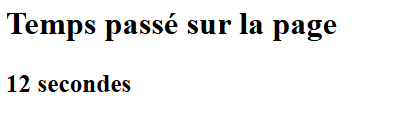 Temps passé sur la page
12 secondes